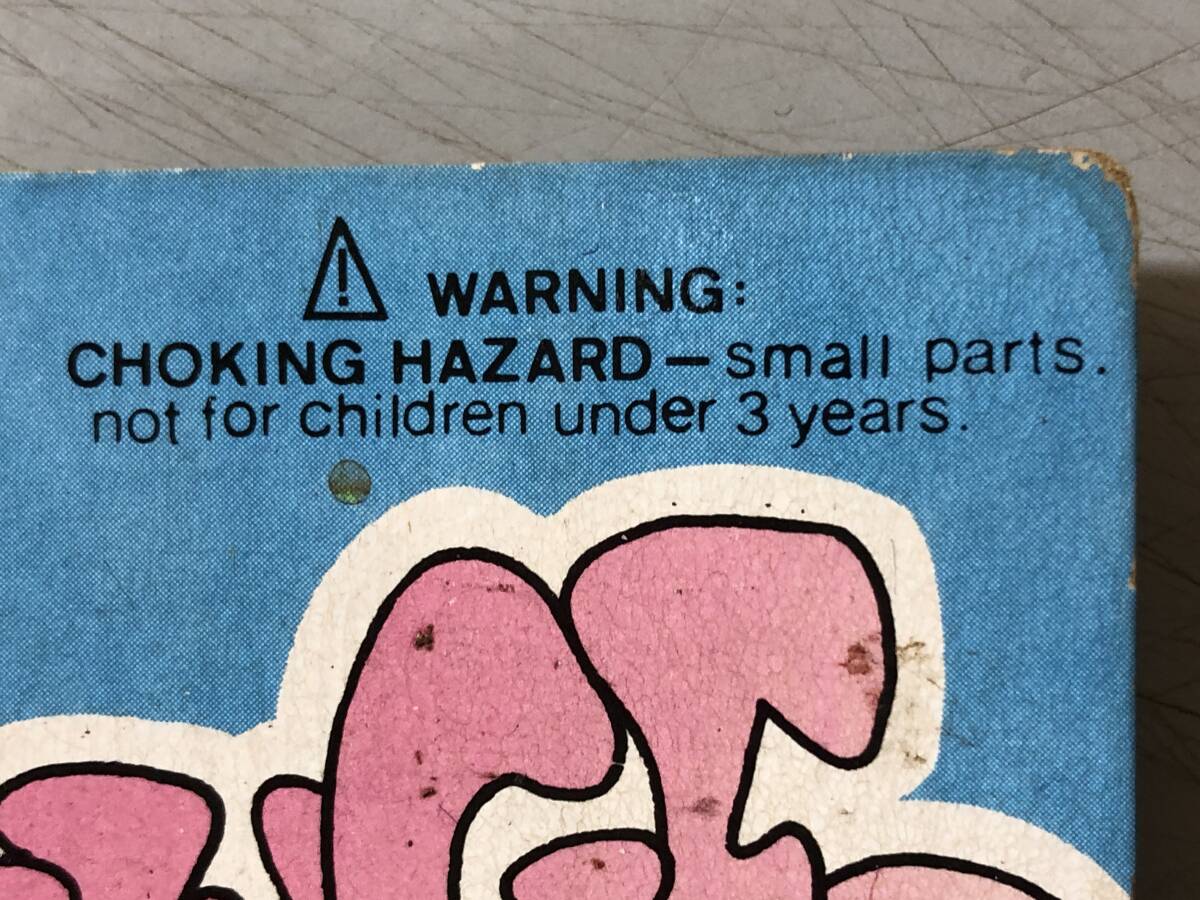 ⚠ WARNING:
CHOKING HAZARD — small parts.
not for children under 3 years.